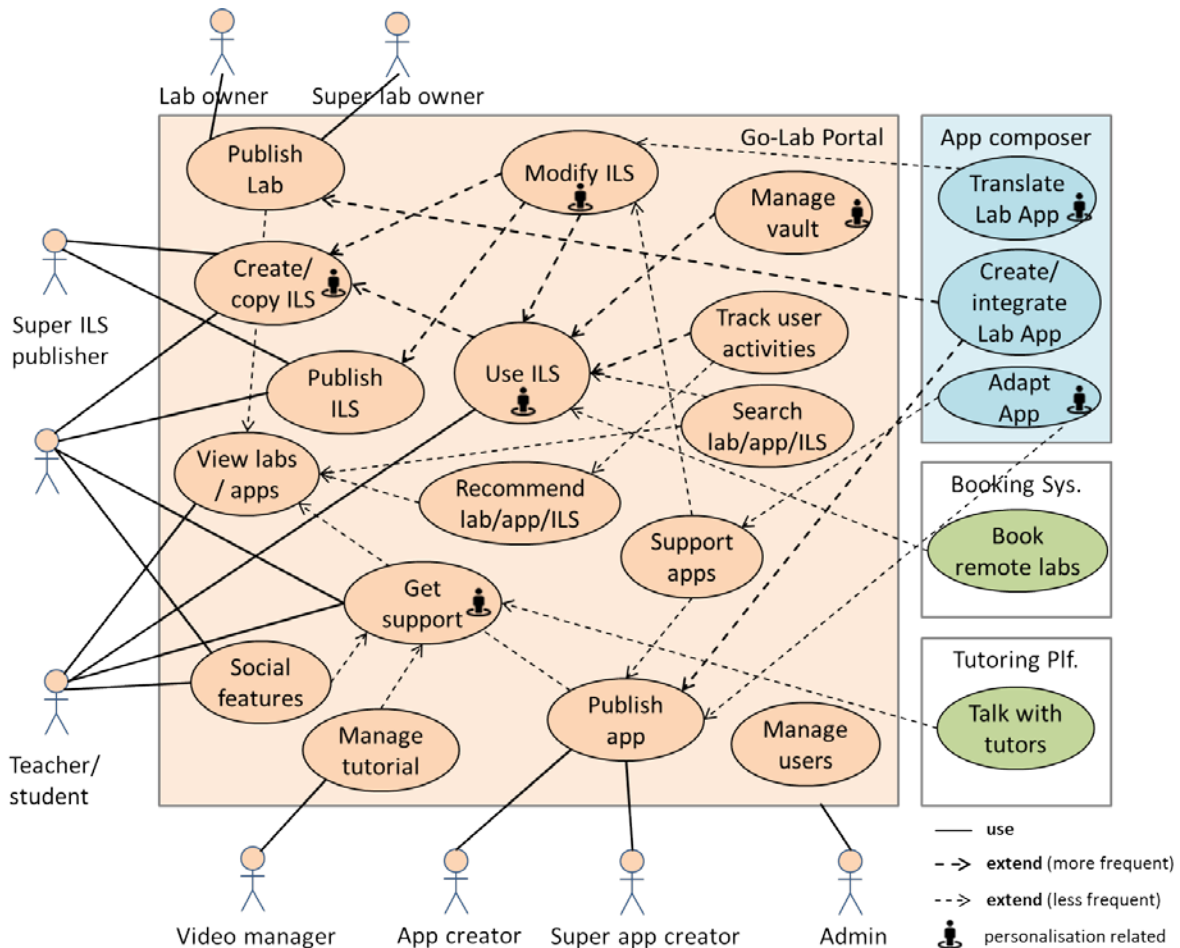 Lab owner
Super lab owner
Go-Lab Portal
App composer
Publish
Lab
Modify ILS
Manage
vault
Translate
Lab App
Create/
copy ILS
Create/
integrate
Lab App
Super ILS
publisher
Track user
activities
Use ILS
Publish
ILS
Adapt
App
Search
lab/app/ILS
View labs
/ apps
Recommend
lab/app/ILS
Booking Sys.
Book
remote labs
Support
apps
Get
support
Tutoring Plf.
Social
features
Talk with
tutors
Publish
app
Manage
tutorial
Manage
users
Teacher/
student
use
extend (more frequent)
extend (less frequent)
personalisation related
Video manager
App creator
Super app creator
Admin